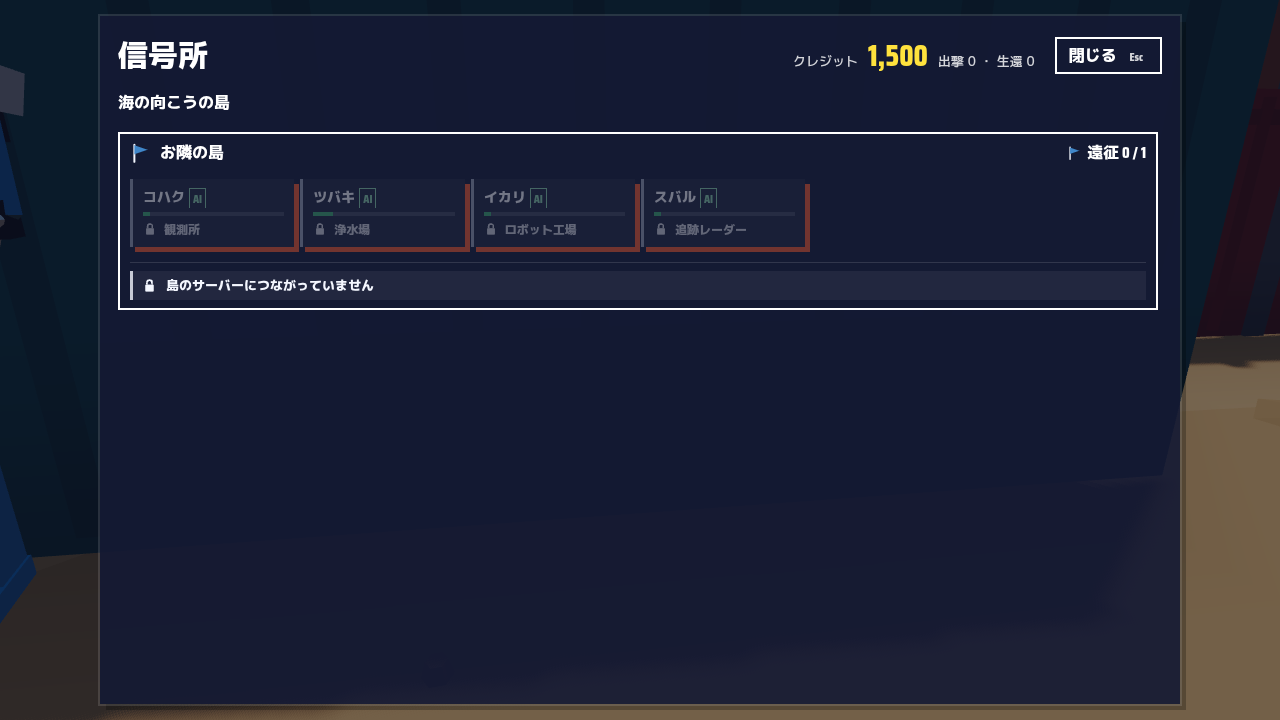 信号所
クレジット 1,500 出撃 0 ・ 生還 0
閉じる Esc
海の向こうの島
お隣の島
遠征 0 / 1
コハク AI
観測所
ツバキ AI
浄水場
イカリ AI
ロボット工場
スバル AI
追跡レーダー
島のサーバーにつながっていません